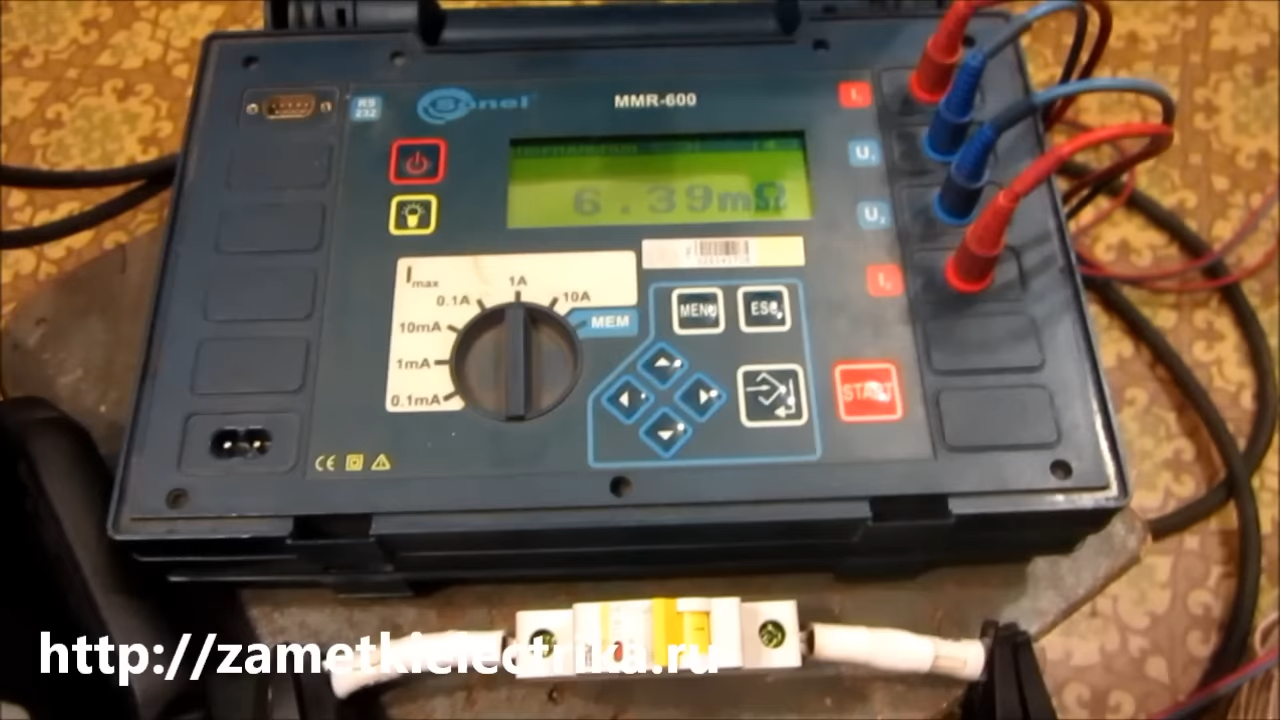 RS
232
Sonel
MMR-600
I₁
U₁
U₂
I₂
6.39mΩ
Imax
0.1A
1A
10A
10mA
MEM
1mA
0.1mA
MENU
ESC
START
CE
http://zametkielectrika.ru